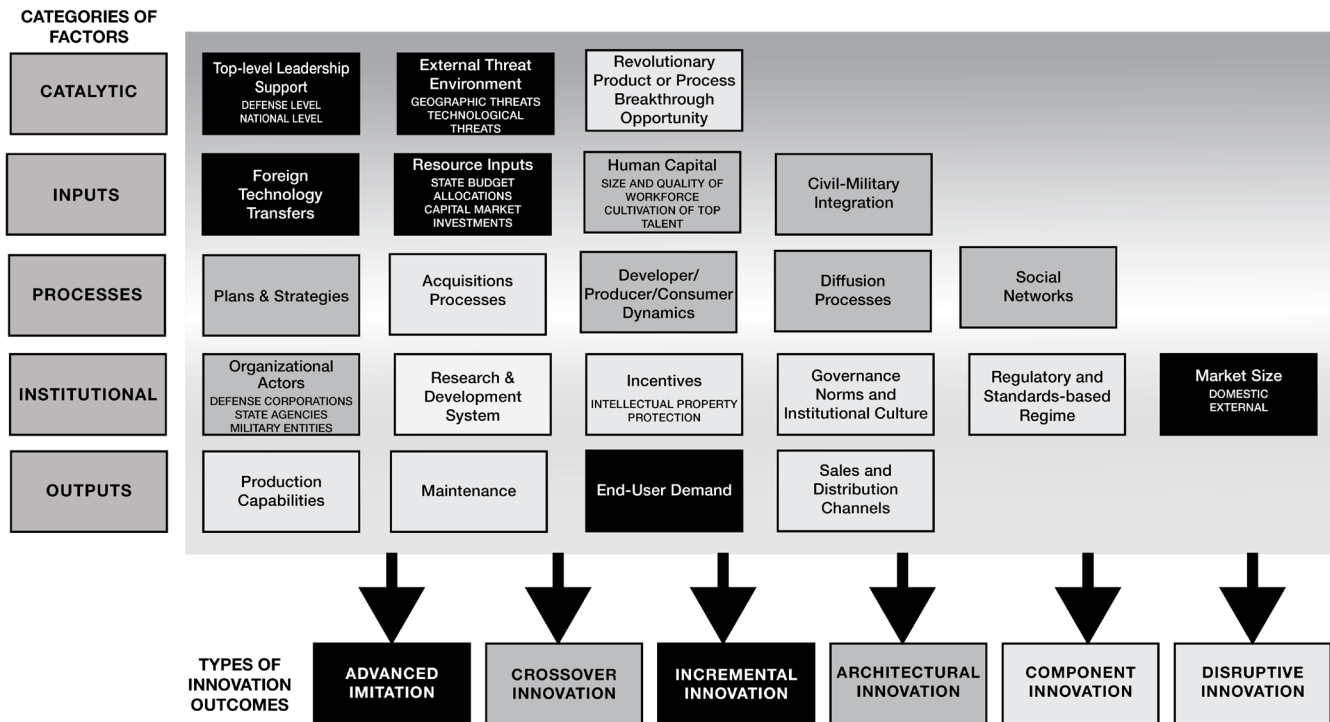 CATEGORIES OF
FACTORS
CATALYTIC
Top-level Leadership
Support
DEFENSE LEVEL
NATIONAL LEVEL
External Threat
Environment
GEOGRAPHIC THREATS
TECHNOLOGICAL
THREATS
Revolutionary
Product or Process
Breakthrough
Opportunity
INPUTS
Foreign
Technology
Transfers
Resource Inputs
STATE BUDGET
ALLOCATIONS
CAPITAL MARKET
INVESTMENTS
Human Capital
SIZE AND QUALITY OF
WORKFORCE
CULTIVATION OF TOP
TALENT
Civil-Military
Integration
PROCESSES
Plans & Strategies
Acquisitions
Processes
Developer/
Producer/Consumer
Dynamics
Diffusion
Processes
Social
Networks
INSTITUTIONAL
Organizational
Actors
DEFENSE CORPORATIONS
STATE AGENCIES
MILITARY ENTITIES
Research &
Development
System
Incentives
INTELLECTUAL PROPERTY
PROTECTION
Governance
Norms and
Institutional Culture
Regulatory and
Standards-based
Regime
Market Size
DOMESTIC
EXTERNAL
OUTPUTS
Production
Capabilities
Maintenance
End-User Demand
Sales and
Distribution
Channels
TYPES OF
INNOVATION
OUTCOMES
ADVANCED
IMITATION
CROSSOVER
INNOVATION
INCREMENTAL
INNOVATION
ARCHITECTURAL
INNOVATION
COMPONENT
INNOVATION
DISRUPTIVE
INNOVATION